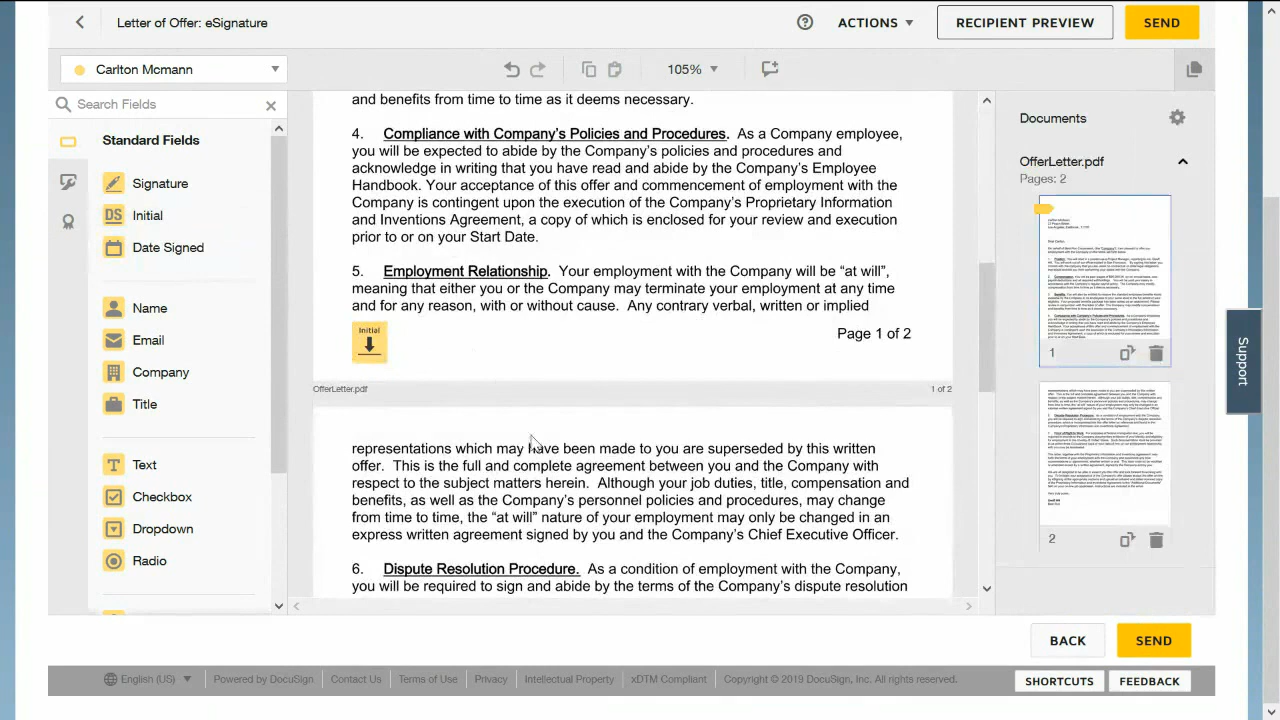 Letter of Offer: eSignature
ACTIONS
RECIPIENT PREVIEW
SEND
Carlton Mcmann
105%
Search Fields
Standard Fields
Signature
DS Initial
Date Signed
Name
Email
Company
Title
T Text
Checkbox
Dropdown
Radio
and benefits from time to time as it deems necessary.
4. Compliance with Company's Policies and Procedures. As a Company employee,
you will be expected to abide by the Company's policies and procedures and
acknowledge in writing that you have read and abide by the Company's Employee
Handbook. Your acceptance of this offer and commencement of employment with the
Company is contingent upon the execution of the Company's Proprietary Information
and Inventions Agreement, a copy of which is enclosed for your review and execution
prior to or on your Start Date.
5. Employment Relationship. Your employment with the Company will be "at will",
meaning that either you or the Company may terminate your employment at any time
and for any reason, with or without cause. Any contrary verbal, written or implied
Initial
Page 1 of 2
OfferLetter.pdf
1 of 2
representations which may have been made to you are superseded by this written
offer. This is the full and complete agreement between you and the Company with
respect to the subject matters herein. Although your job duties, title, compensation and
benefits, as well as the Company's personnel policies and procedures, may change
from time to time, the "at will" nature of your employment may only be changed in an
express written agreement signed by you and the Company's Chief Executive Officer.
6. Dispute Resolution Procedure. As a condition of employment with the Company,
you will be required to sign and abide by the terms of the Company's dispute resolution
Documents
OfferLetter.pdf
Pages: 2
1
2
Support
BACK
SEND
English (US)
Powered by DocuSign
Contact Us
Terms of Use
Privacy
Intellectual Property
xDTM Compliant
Copyright © 2019 DocuSign, Inc. All rights reserved.
SHORTCUTS
FEEDBACK